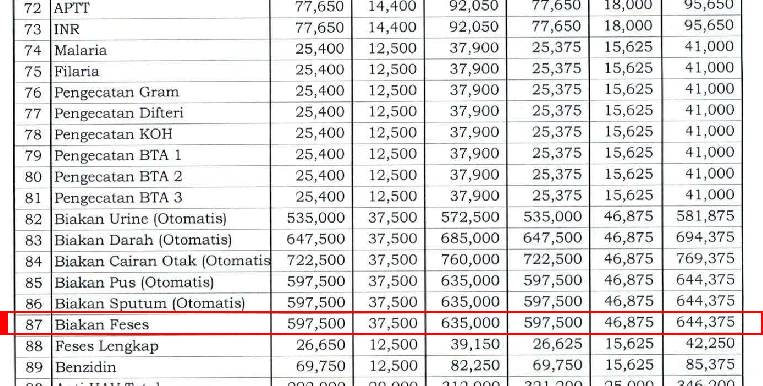 72 APTT 77,650 14,400 92,050 77,650 18,000 95,650
73 INR 77,650 14,400 92,050 77,650 18,000 95,650
74 Malaria 25,400 12,500 37,900 25,375 15,625 41,000
75 Filaria 25,400 12,500 37,900 25,375 15,625 41,000
76 Pengecatan Gram 25,400 12,500 37,900 25,375 15,625 41,000
77 Pengecatan Difteri 25,400 12,500 37,900 25,375 15,625 41,000
78 Pengecatan KOH 25,400 12,500 37,900 25,375 15,625 41,000
79 Pengecatan BTA 1 25,400 12,500 37,900 25,375 15,625 41,000
80 Pengecatan BTA 2 25,400 12,500 37,900 25,375 15,625 41,000
81 Pengecatan BTA 3 25,400 12,500 37,900 25,375 15,625 41,000
82 Biakan Urine (Otomatis) 535,000 37,500 572,500 535,000 46,875 581,875
83 Biakan Darah (Otomatis) 647,500 37,500 685,000 647,500 46,875 694,375
84 Biakan Cairan Otak (Otomatis 722,500 37,500 760,000 722,500 46,875 769,375
85 Biakan Pus (Otomatis) 597,500 37,500 635,000 597,500 46,875 644,375
86 Biakan Sputum (Otomatis) 597,500 37,500 635,000 597,500 46,875 644,375
87 Biakan Feses 597,500 37,500 635,000 597,500 46,875 644,375
88 Feses Lengkap 26,650 12,500 39,150 26,625 15,625 42,250
89 Benzidin 69,750 12,500 82,250 69,750 15,625 85,375